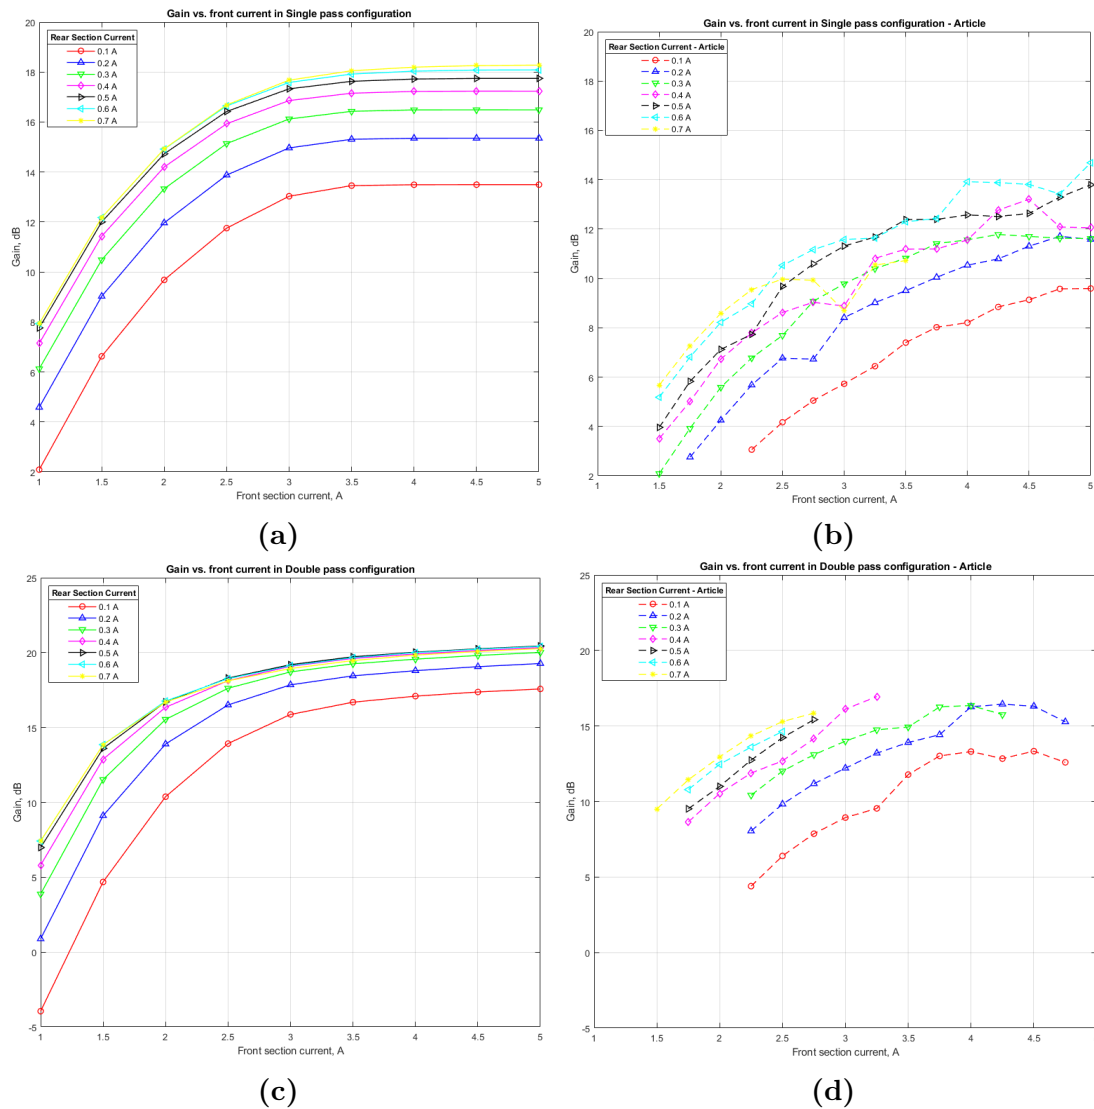 Gain vs. front current in Single pass configuration
20
18
16
14
12
10
8
6
4
2
Gain, dB
Rear Section Current
0.1 A
0.2 A
0.3 A
0.4 A
0.5 A
0.6 A
0.7 A
1 1.5 2 2.5 3 3.5 4 4.5 5
Front section current, A
(a)
Gain vs. front current in Single pass configuration - Article
20
18
16
14
12
10
8
6
4
2
Gain, dB
Rear Section Current - Article
0.1 A
0.2 A
0.3 A
0.4 A
0.5 A
0.6 A
0.7 A
1 1.5 2 2.5 3 3.5 4 4.5 5
Front section current, A
(b)
Gain vs. front current in Double pass configuration
25
20
15
10
5
0
-5
Gain, dB
Rear Section Current
0.1 A
0.2 A
0.3 A
0.4 A
0.5 A
0.6 A
0.7 A
1 1.5 2 2.5 3 3.5 4 4.5 5
Front section current, A
(c)
Gain vs. front current in Double pass configuration - Article
25
20
15
10
5
0
-5
Gain, dB
Rear Section Current - Article
0.1 A
0.2 A
0.3 A
0.4 A
0.5 A
0.6 A
0.7 A
1 1.5 2 2.5 3 3.5 4 4.5 5
Front section current, A
(d)